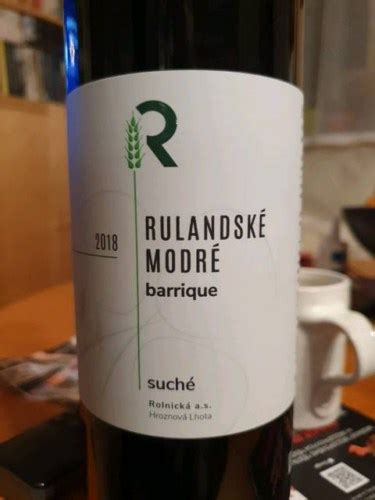 R
2018
RULANDSKÉ
MODRÉ
barrique
suché
Rolnická a.s.
Hroznová Lhota